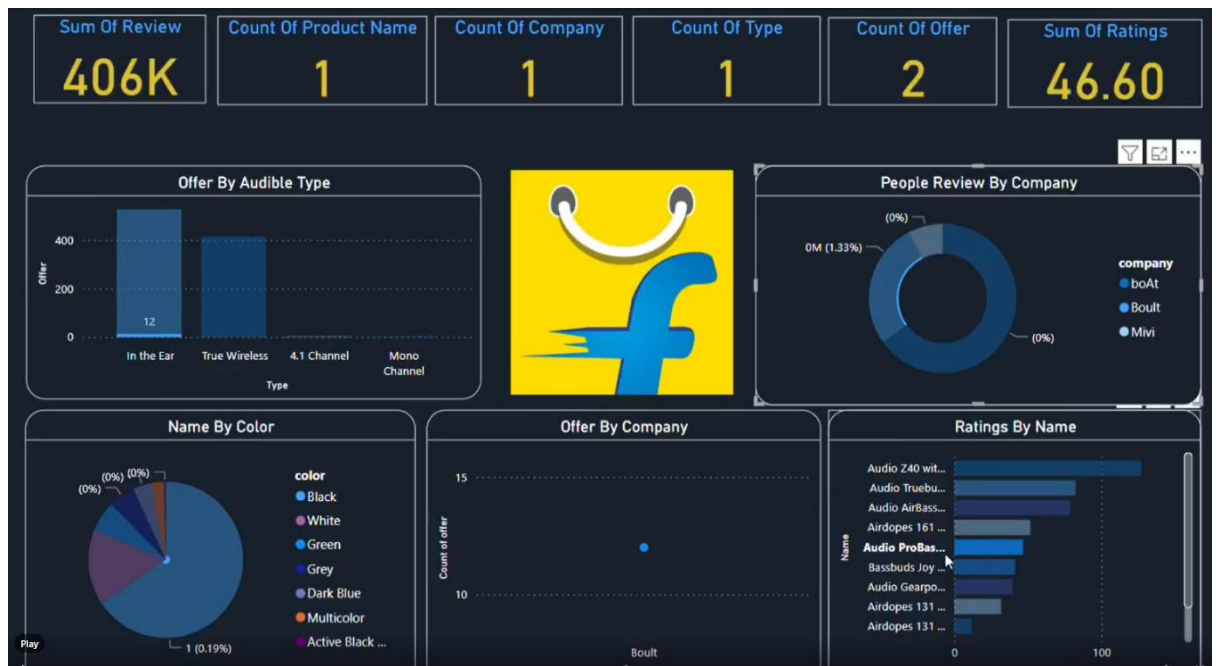 Sum Of Review
406K
Count Of Product Name
1
Count Of Company
1
Count Of Type
1
Count Of Offer
2
Sum Of Ratings
46.60
Offer By Audible Type
Offer
400
200
0
12
In the Ear
True Wireless
4.1 Channel
Mono
Channel
Type
f
People Review By Company
(0%)
0M (1.33%)
(0%)
company
boAt
Boult
Mivi
Name By Color
(0%)
(0%)
(0%)
1 (0.19%)
color
Black
White
Green
Grey
Dark Blue
Multicolor
Active Black ...
Play
Offer By Company
Count of offer
15
10
Boult
Ratings By Name
Name
Audio Z40 wit...
Audio Truebu...
Audio AirBass...
Airdopes 161 ...
Audio ProBas...
Bassbuds Joy ...
Audio Gearpo...
Airdopes 131 ...
Airdopes 131 ...
0
100